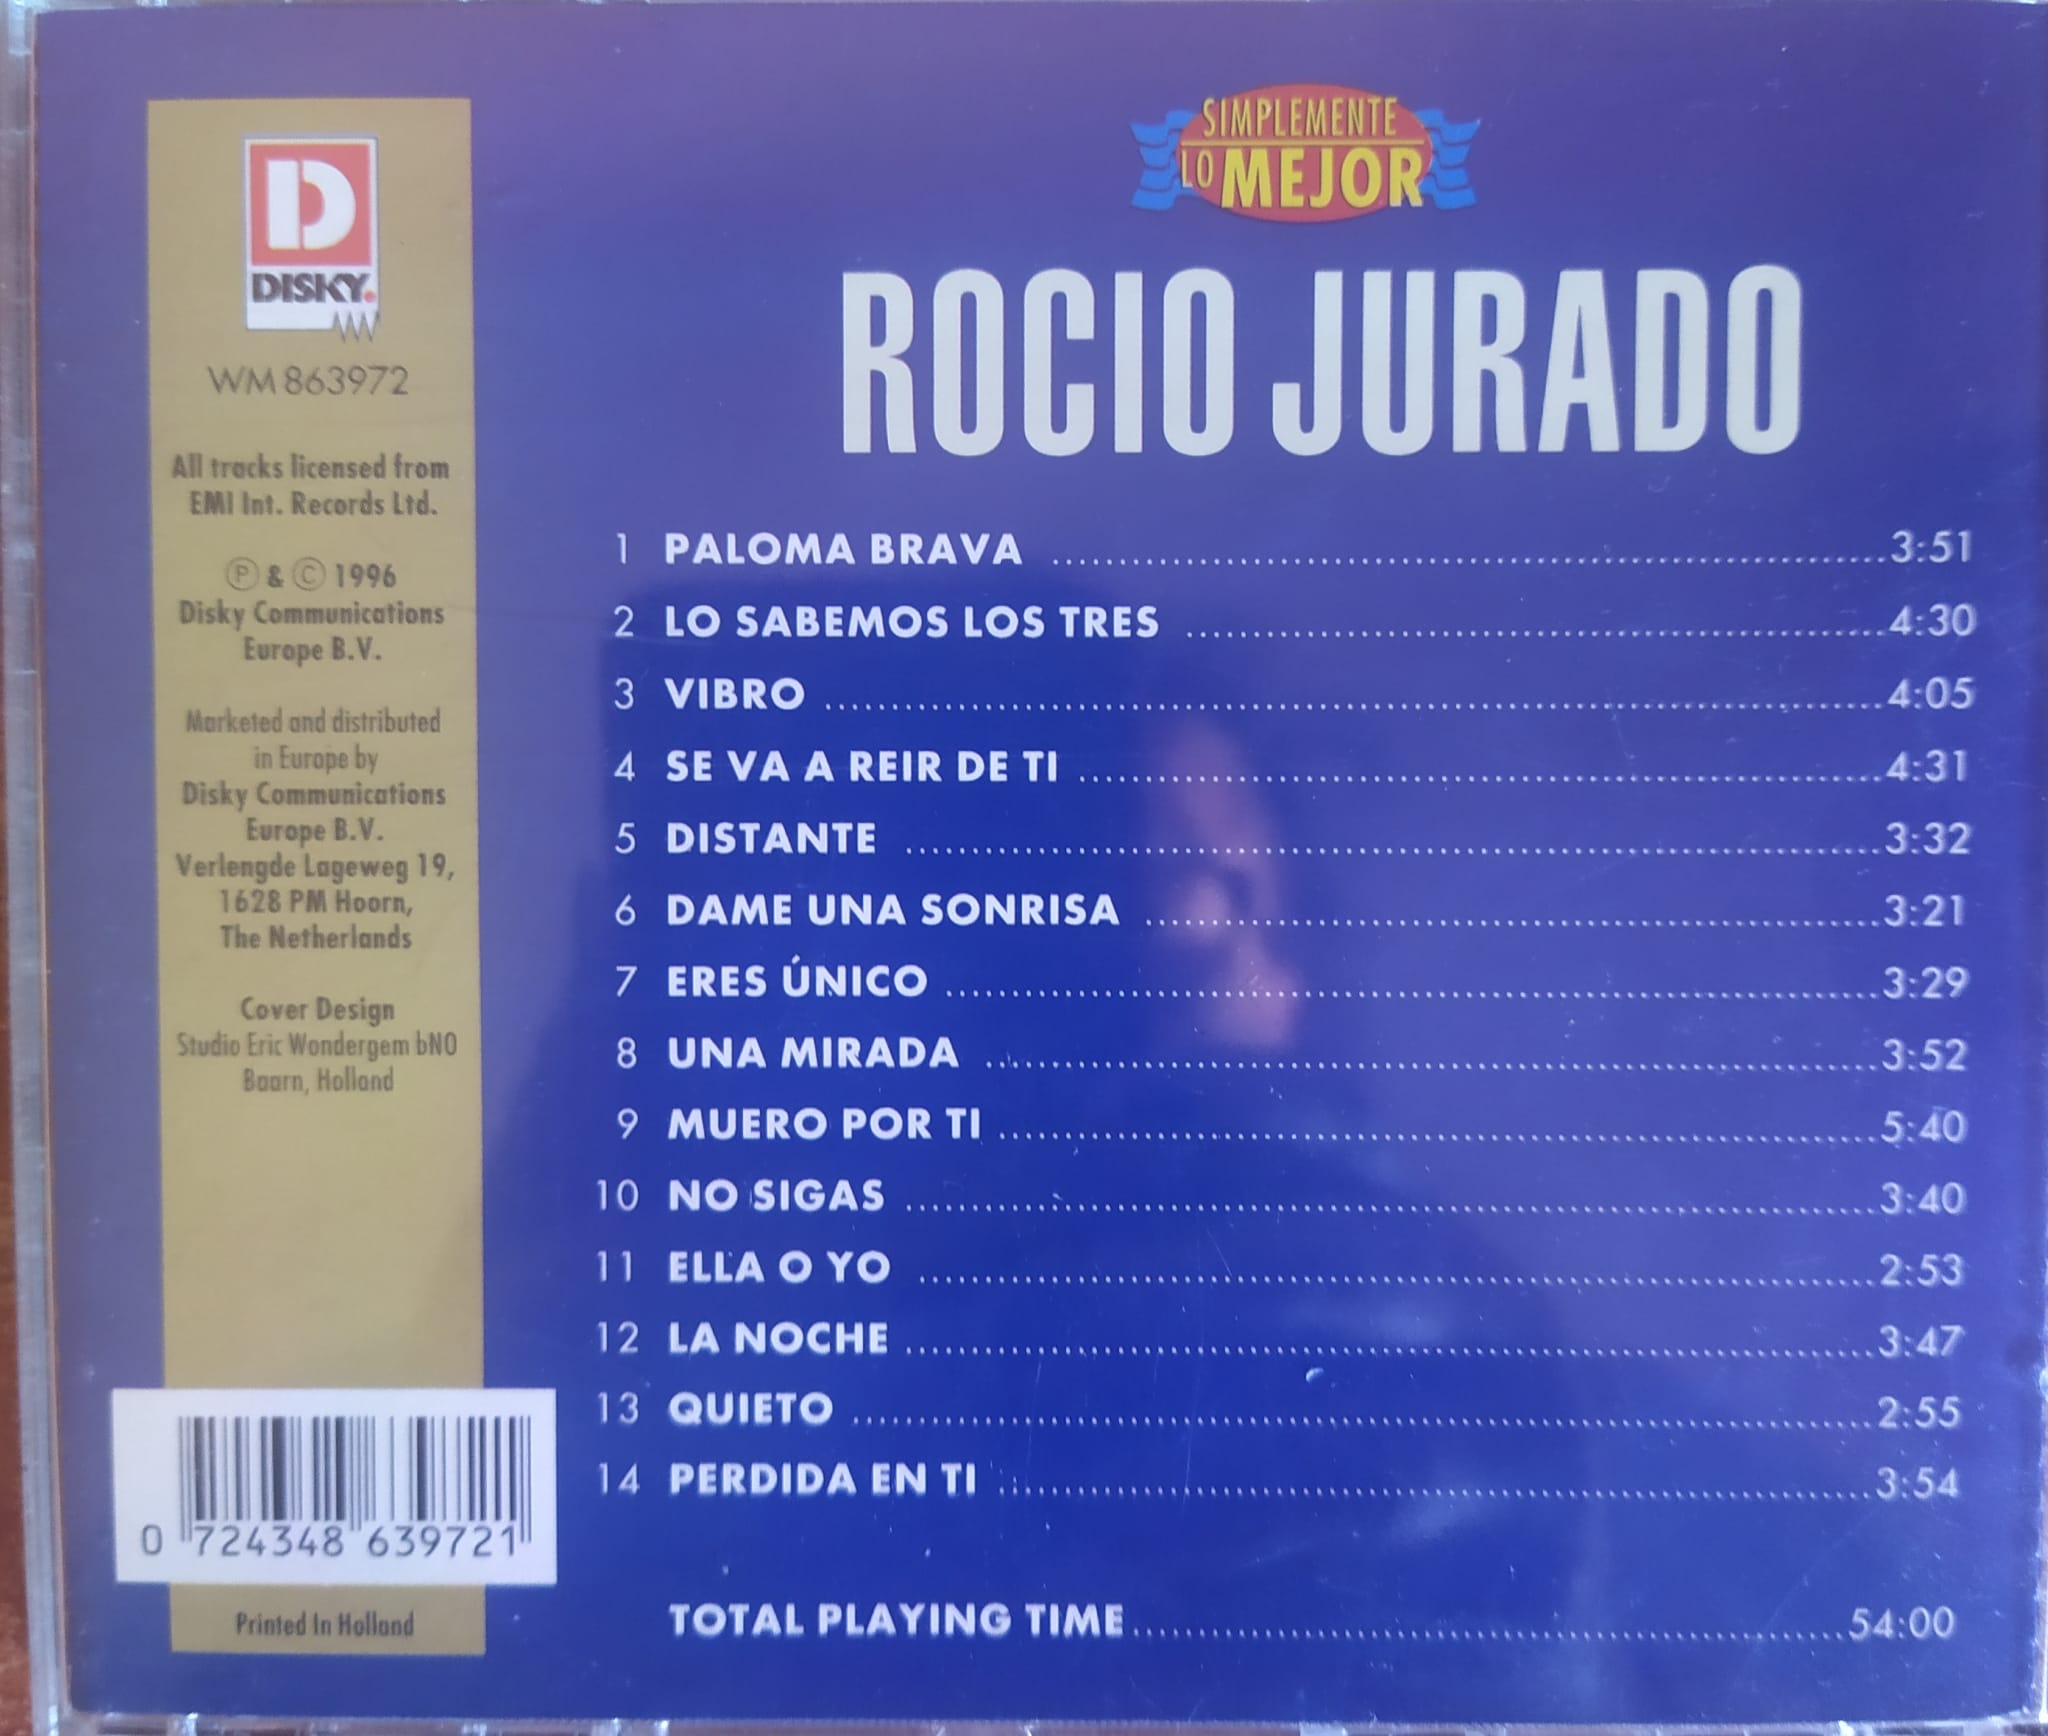 D
DISKY.
WM 863972
All tracks licensed from
EMI Int. Records Ltd.
Ⓟ & Ⓒ 1996
Disky Communications
Europe B.V.
Marketed and distributed
in Europe by
Disky Communications
Europe B.V.
Verlengde Lageweg 19,
1628 PM Hoorn,
The Netherlands
Cover Design
Studio Eric Wondergem bNO
Baarn, Holland
0 724348 639721
Printed In Holland
SIMPLEMENTE
LO MEJOR
ROCIO JURADO
1 PALOMA BRAVA 3:51
2 LO SABEMOS LOS TRES 4:30
3 VIBRO 4:05
4 SE VA A REIR DE TI 4:31
5 DISTANTE 3:32
6 DAME UNA SONRISA 3:21
7 ERES ÚNICO 3:29
8 UNA MIRADA 3:52
9 MUERO POR TI 5:40
10 NO SIGAS 3:40
11 ELLA O YO 2:53
12 LA NOCHE 3:47
13 QUIETO 2:55
14 PERDIDA EN TI 3:54
TOTAL PLAYING TIME 54:00